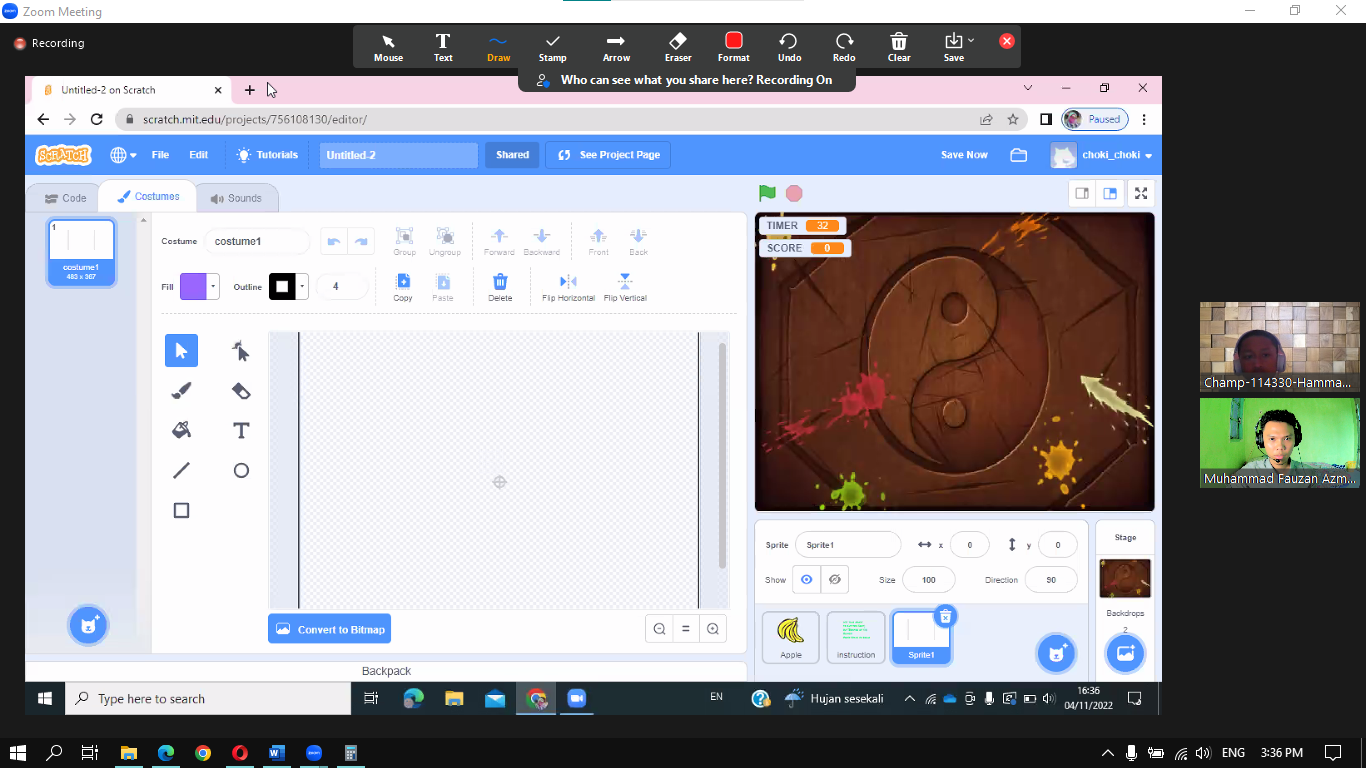 Zoom Meeting
Recording
Mouse
Text
Draw
Stamp
Arrow
Eraser
Format
Undo
Redo
Clear
Save
Who can see what you share here? Recording On
Untitled-2 on Scratch
scratch.mit.edu/projects/756108130/editor/
Paused
SCRATCH
File
Edit
Tutorials
Untitled-2
Shared
See Project Page
Save Now
choki_choki
Code
Costumes
Sounds
1
costume1
483 x 367
Costume
costume1
Group
Ungroup
Forward
Backward
Front
Back
Fill
Outline
4
Copy
Paste
Delete
Flip Horizontal
Flip Vertical
TIMER 32
SCORE 0
Convert to Bitmap
Backpack
Sprite
Sprite1
x
0
y
0
Show
Size
100
Direction
90
Apple
instruction
Sprite1
Stage
Backdrops
2
Champ-114330-Hamma...
Muhammad Fauzan Azm...
Type here to search
EN
Hujan sesekali
16:36
04/11/2022
ENG
3:36 PM